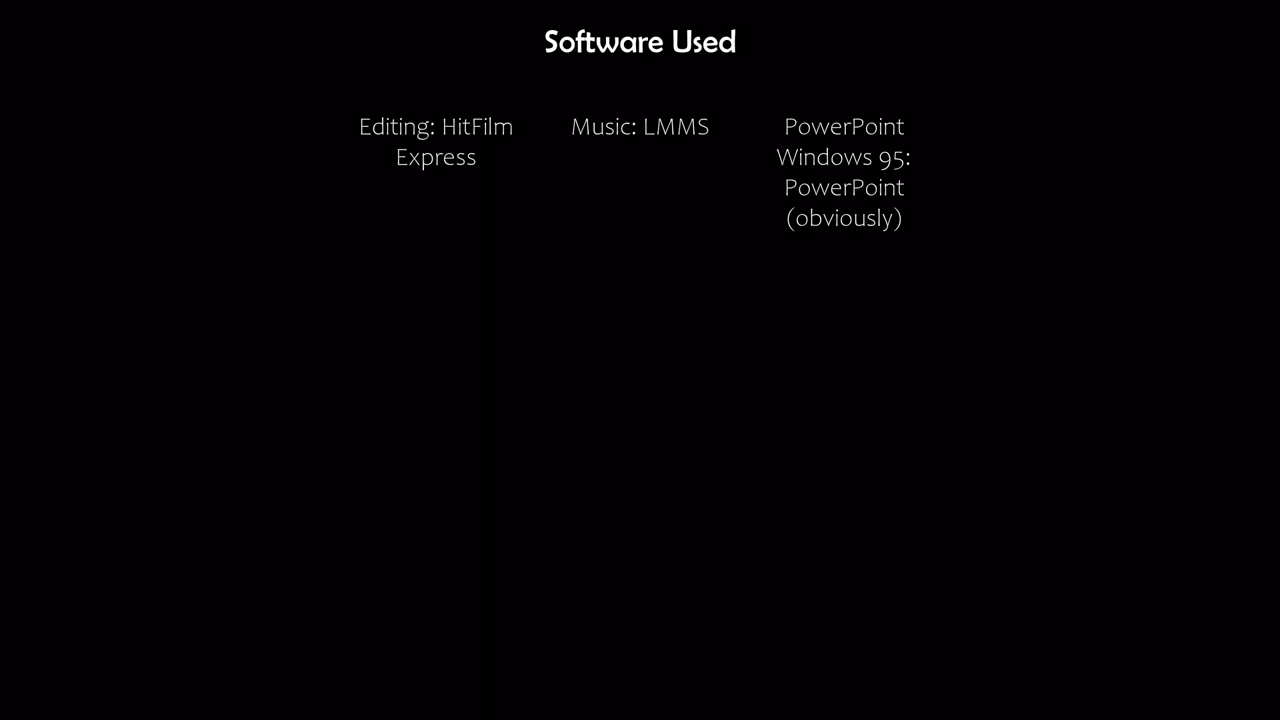 Software Used
Editing: HitFilm
Express
Music: LMMS
PowerPoint
Windows 95:
PowerPoint
(obviously)